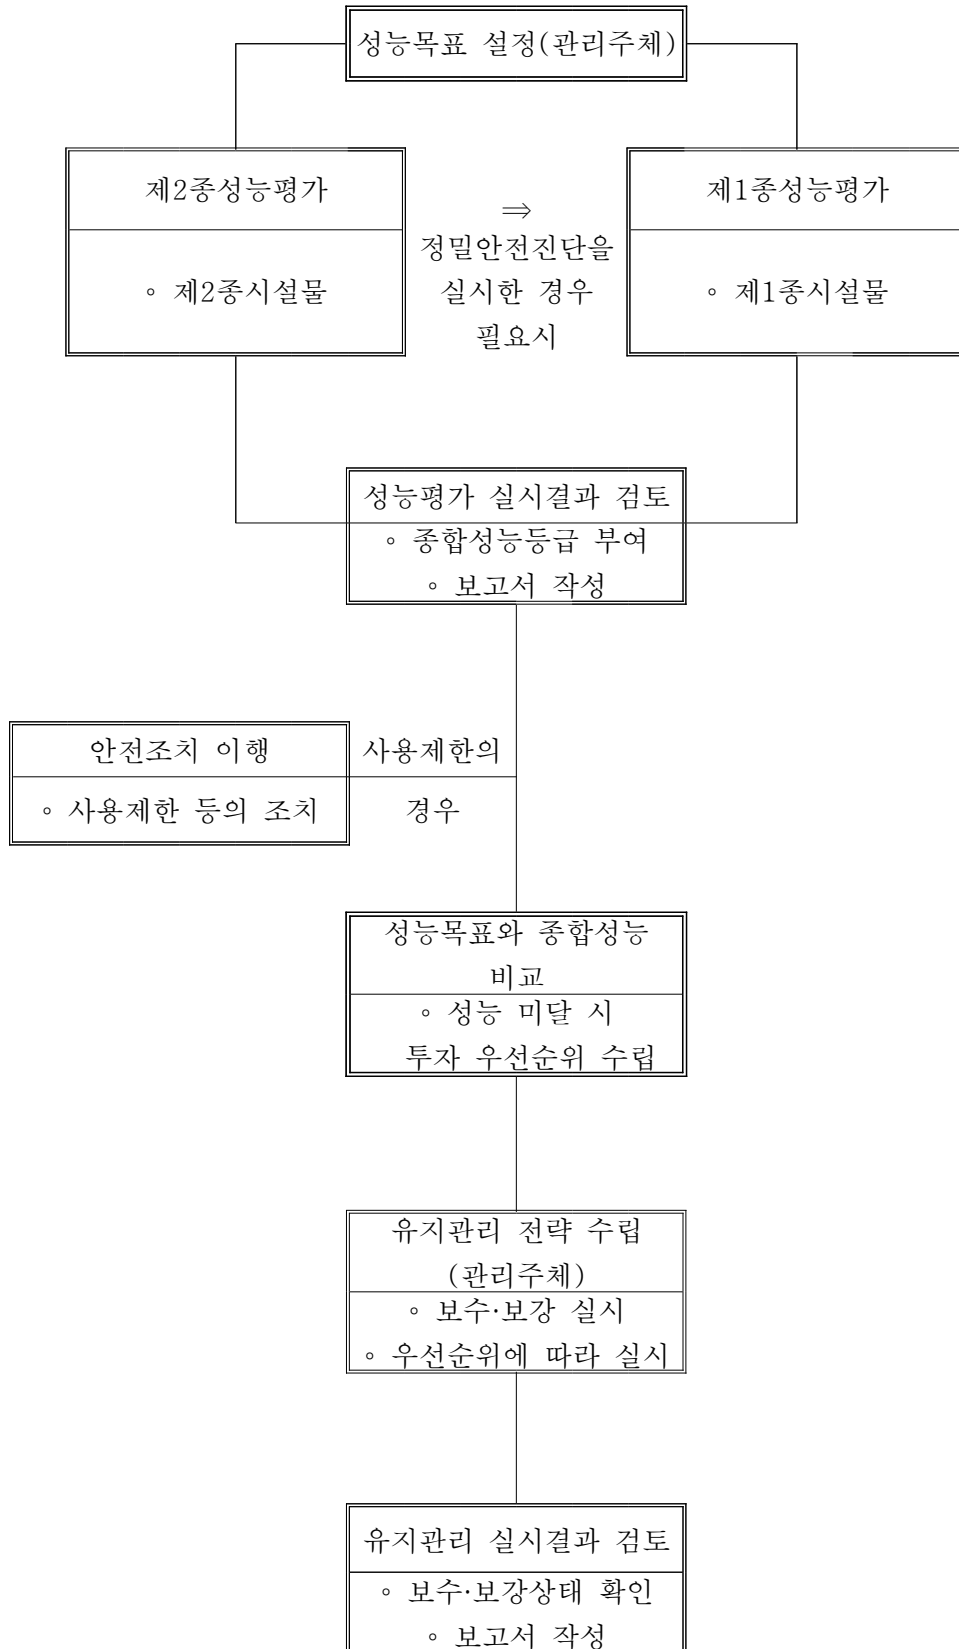 성능목표 설정(관리주체)
제2종성능평가
◦ 제2종시설물
⇒
정밀안전진단을
실시한 경우
필요시
제1종성능평가
◦ 제1종시설물
성능평가 실시결과 검토
◦ 종합성능등급 부여
◦ 보고서 작성
안전조치 이행
◦ 사용제한 등의 조치
사용제한의
경우
성능목표와 종합성능
비교
◦ 성능 미달 시
투자 우선순위 수립
유지관리 전략 수립
(관리주체)
◦ 보수·보강 실시
◦ 우선순위에 따라 실시
유지관리 실시결과 검토
◦ 보수·보강상태 확인
◦ 보고서 작성